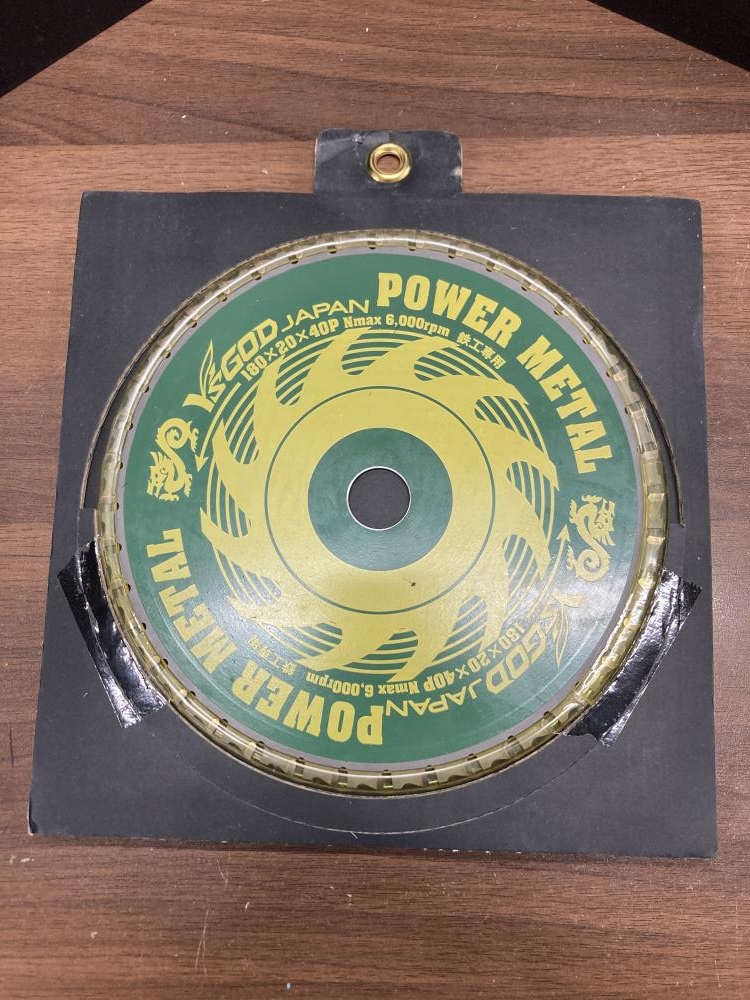 Y's GOD JAPAN POWER METAL
180×20×40P Nmax 6,000rpm 鉄工専用
Y's GOD JAPAN POWER METAL
180×20×40P Nmax 6,000rpm 鉄工専用